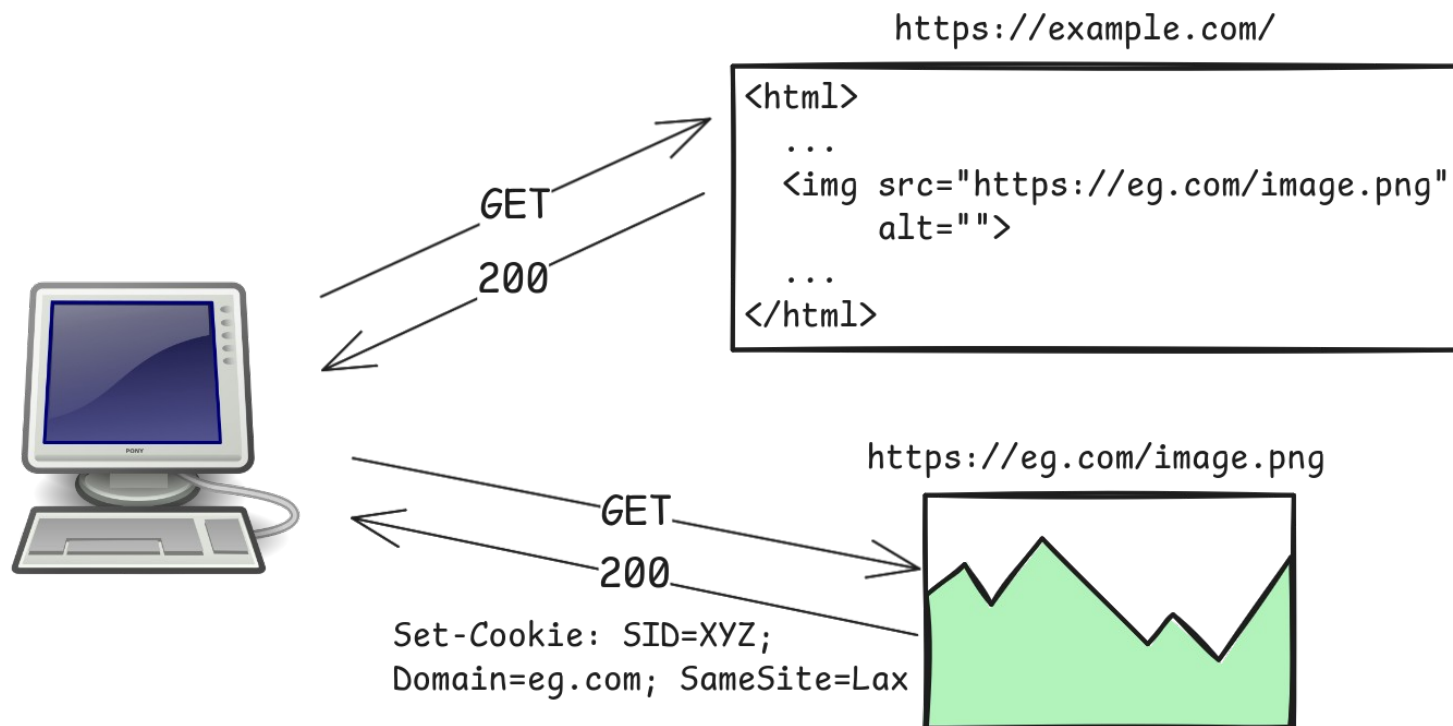 https://example.com/
<html>
...
<img src="https://eg.com/image.png"
alt="">
...
</html>
GET
200
PONY
https://eg.com/image.png
GET
200
Set-Cookie: SID=XYZ;
Domain=eg.com; SameSite=Lax